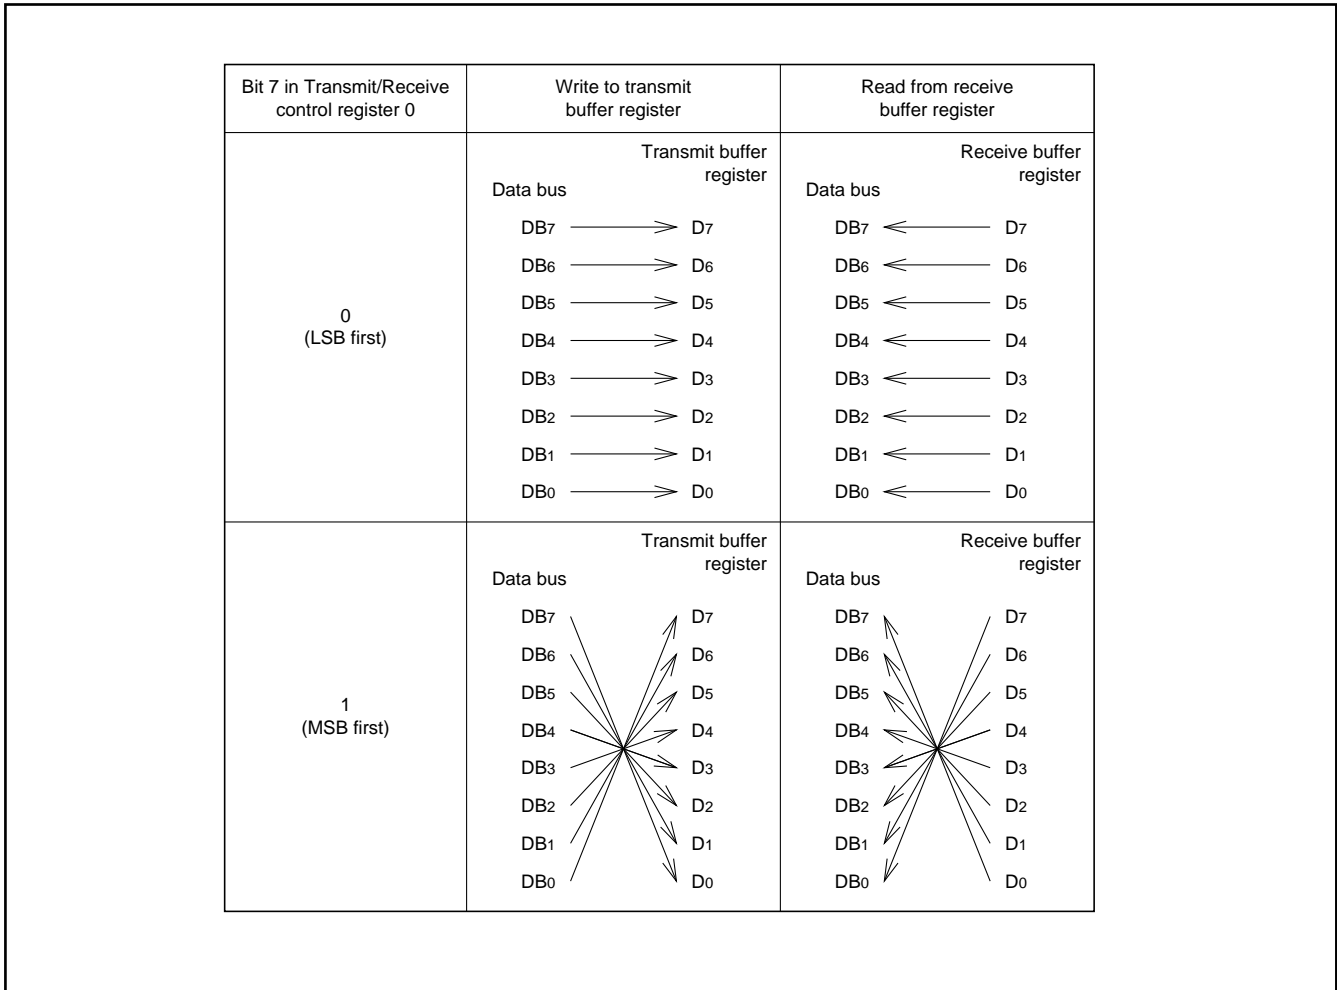 Bit 7 in Transmit/Receive
control register 0
Write to transmit
buffer register
Read from receive
buffer register
0
(LSB first)
Transmit buffer
register
Data bus
DB7 D7
DB6 D6
DB5 D5
DB4 D4
DB3 D3
DB2 D2
DB1 D1
DB0 D0
Receive buffer
register
Data bus
DB7 D7
DB6 D6
DB5 D5
DB4 D4
DB3 D3
DB2 D2
DB1 D1
DB0 D0
1
(MSB first)
Transmit buffer
register
Data bus
DB7 D7
DB6 D6
DB5 D5
DB4 D4
DB3 D3
DB2 D2
DB1 D1
DB0 D0
Receive buffer
register
Data bus
DB7 D7
DB6 D6
DB5 D5
DB4 D4
DB3 D3
DB2 D2
DB1 D1
DB0 D0